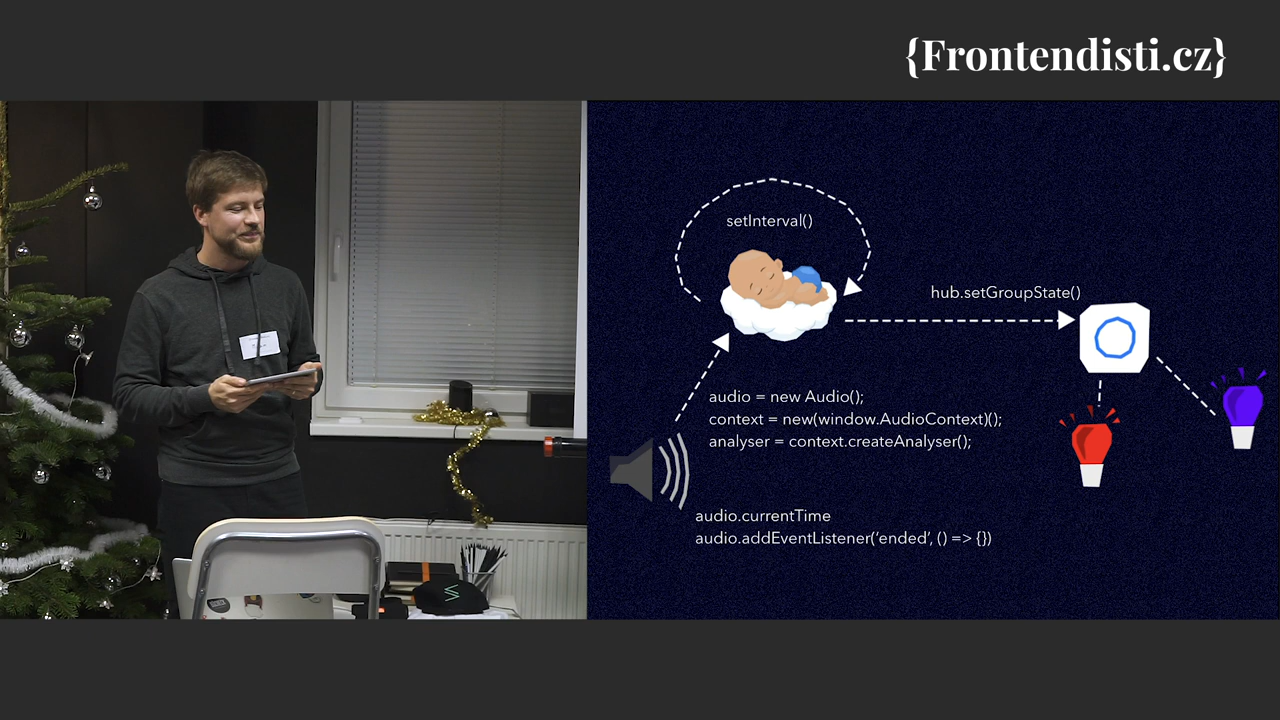 {Frontendisti.cz}
setInterval()
hub.setGroupState()
audio = new Audio();
context = new(window.AudioContext)();
analyser = context.createAnalyser();
audio.currentTime
audio.addEventListener(‘ended’, () => {})